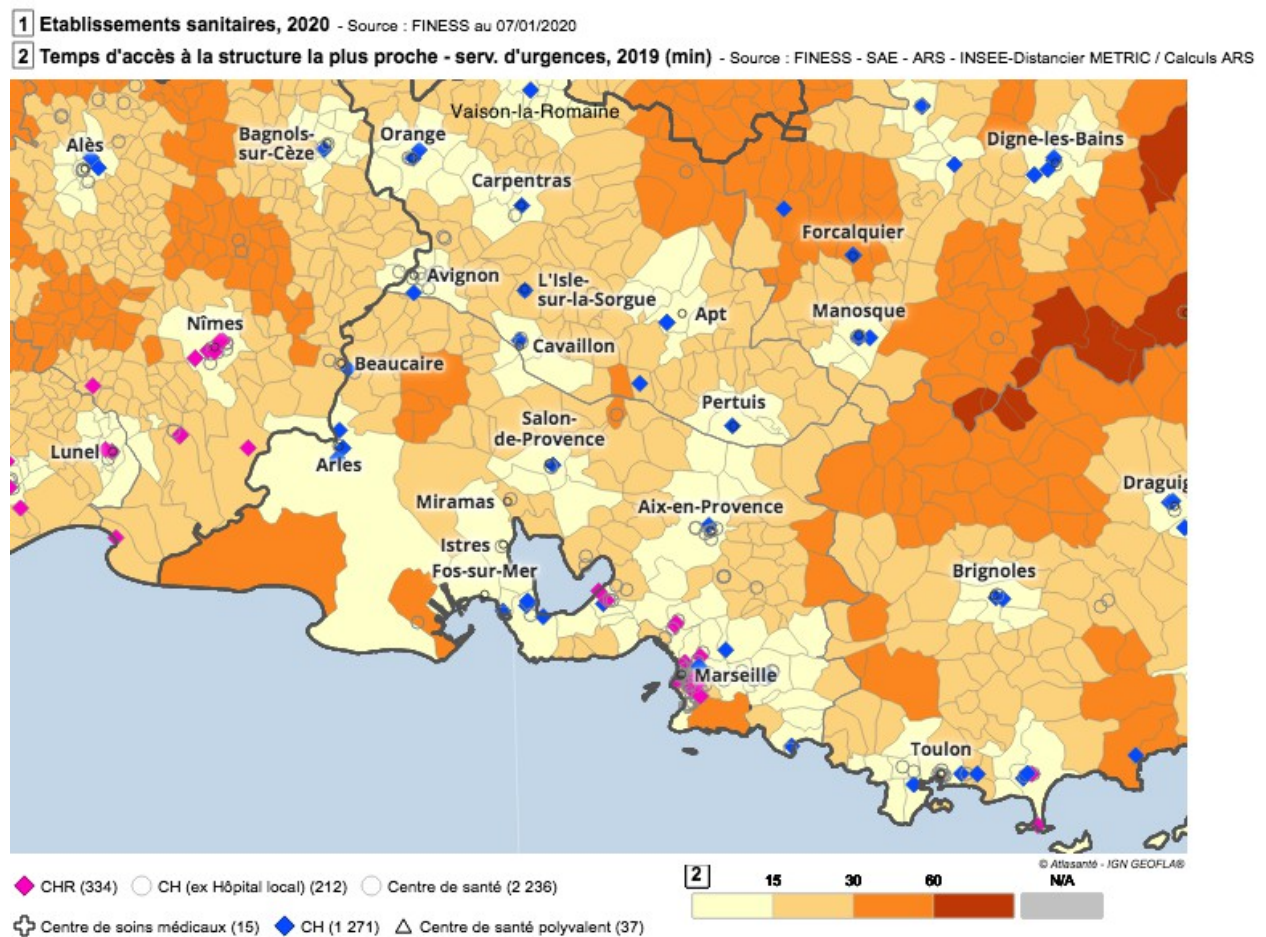 1 Etablissements sanitaires, 2020 - Source : FINESS au 07/01/2020
2 Temps d'accès à la structure la plus proche - serv. d'urgences, 2019 (min) - Source : FINESS - SAE - ARS - INSEE-Distancier METRIC / Calculs ARS
Vaison-la-Romaine
Alès
Bagnols-
sur-Cèze
Orange
Digne-les-Bains
Carpentras
Forcalquier
Avignon
L'Isle-
sur-la-Sorgue
Apt
Manosque
Nîmes
Cavaillon
Beaucaire
Pertuis
Salon-
de-Provence
Lunel
Arles
Draguig
Miramas
Aix-en-Provence
Istres
Fos-sur-Mer
Brignoles
Marseille
Toulon
© Atlasanté - IGN GEOFLA®
CHR (334) CH (ex Hôpital local) (212) Centre de santé (2 236)
Centre de soins médicaux (15) CH (1 271) Centre de santé polyvalent (37)
2 15 30 60 N/A